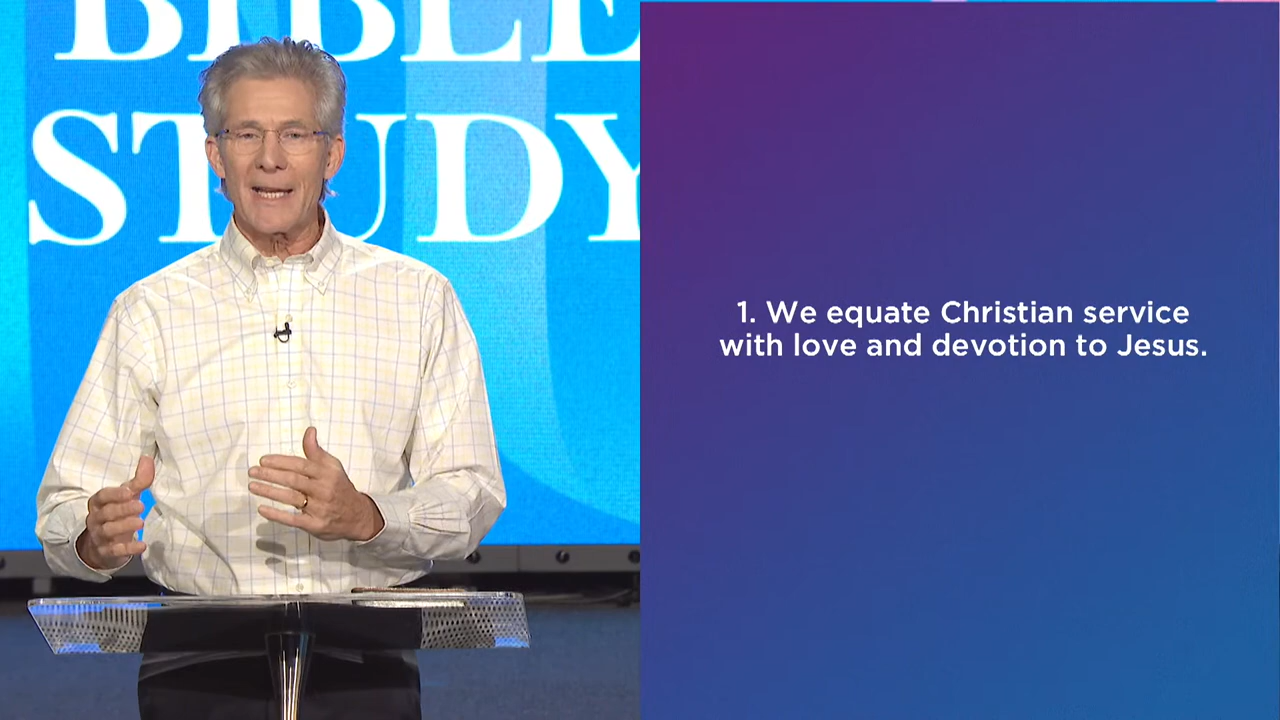 BIBLE
STUDY
1. We equate Christian service
with love and devotion to Jesus.